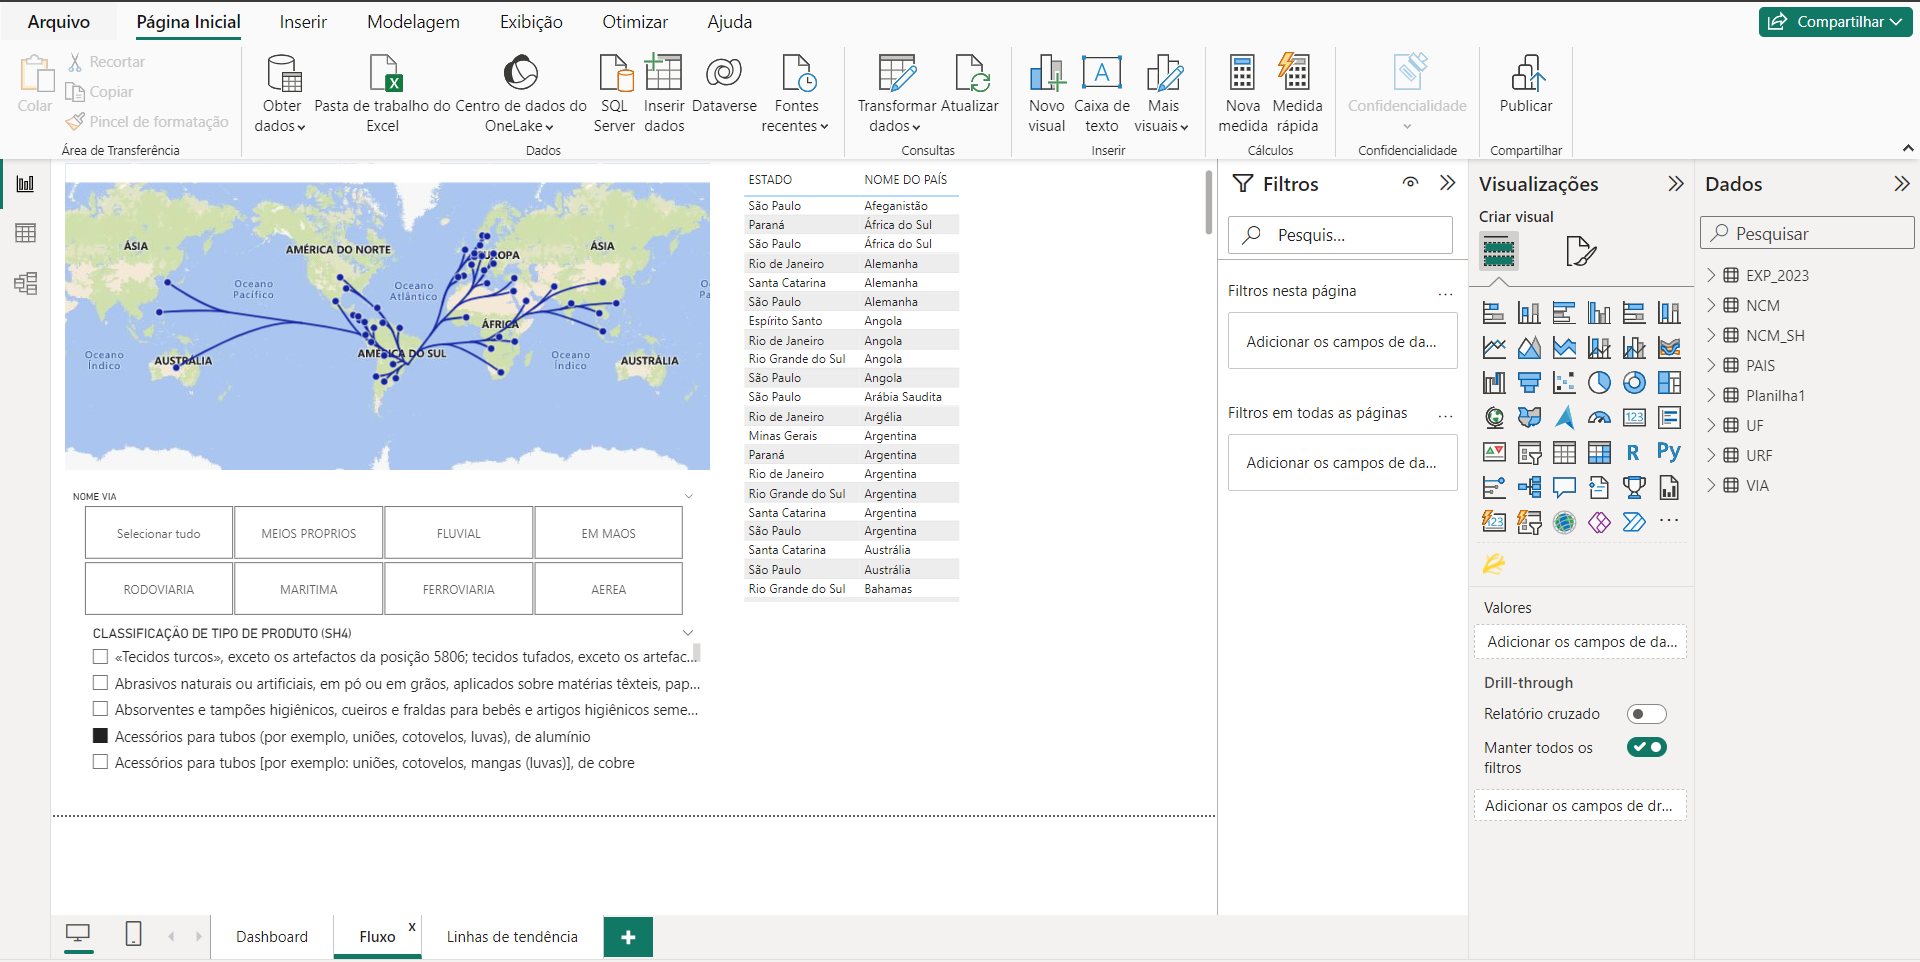 Arquivo
Página Inicial
Inserir
Modelagem
Exibição
Otimizar
Ajuda
Compartilhar
Colar
Recortar
Copiar
Pincel de formatação
Área de Transferência
Obter dados
Pasta de trabalho do Excel
Centro de dados do OneLake
SQL Server
Inserir dados
Dataverse
Fontes recentes
Dados
Transformar dados
Atualizar
Consultas
Novo visual
Caixa de texto
Mais visuais
Inserir
Nova medida
Medida rápida
Cálculos
Confidencialidade
Confidencialidade
Publicar
Compartilhar
ÁSIA
AMÉRICA DO NORTE
EUROPA
ÁSIA
Oceano Pacífico
Oceano Atlântico
ÁFRICA
AMÉRICA DO SUL
Oceano Índico
AUSTRÁLIA
Oceano Índico
AUSTRÁLIA
ESTADO NOME DO PAÍS
São Paulo Afeganistão
Paraná África do Sul
São Paulo África do Sul
Rio de Janeiro Alemanha
Santa Catarina Alemanha
São Paulo Alemanha
Espírito Santo Angola
Rio de Janeiro Angola
Rio Grande do Sul Angola
São Paulo Angola
São Paulo Arábia Saudita
Rio de Janeiro Argélia
Minas Gerais Argentina
Paraná Argentina
Rio de Janeiro Argentina
Rio Grande do Sul Argentina
Santa Catarina Argentina
São Paulo Argentina
Santa Catarina Austrália
São Paulo Austrália
Rio Grande do Sul Bahamas
NOME VIA
Selecionar tudo
MEIOS PROPRIOS
FLUVIAL
EM MAOS
RODOVIARIA
MARITIMA
FERROVIARIA
AEREA
CLASSIFICAÇÃO DE TIPO DE PRODUTO (SH4)
«Tecidos turcos», exceto os artefactos da posição 5806; tecidos tufados, exceto os artefac...
Abrasivos naturais ou artificiais, em pó ou em grãos, aplicados sobre matérias têxteis, pap...
Absorventes e tampões higiênicos, cueiros e fraldas para bebês e artigos higiênicos seme...
Acessórios para tubos (por exemplo, uniões, cotovelos, luvas), de alumínio
Acessórios para tubos [por exemplo: uniões, cotovelos, mangas (luvas)], de cobre
Filtros
Pesquis...
Filtros nesta página ...
Adicionar os campos de da...
Filtros em todas as páginas ...
Adicionar os campos de da...
Visualizações
Criar visual
123
R
Py
123
...
Valores
Adicionar os campos de da...
Drill-through
Relatório cruzado
Manter todos os filtros
Adicionar os campos de dr...
Dados
Pesquisar
EXP_2023
NCM
NCM_SH
PAIS
Planilha1
UF
URF
VIA
Dashboard
Fluxo
x
Linhas de tendência
+